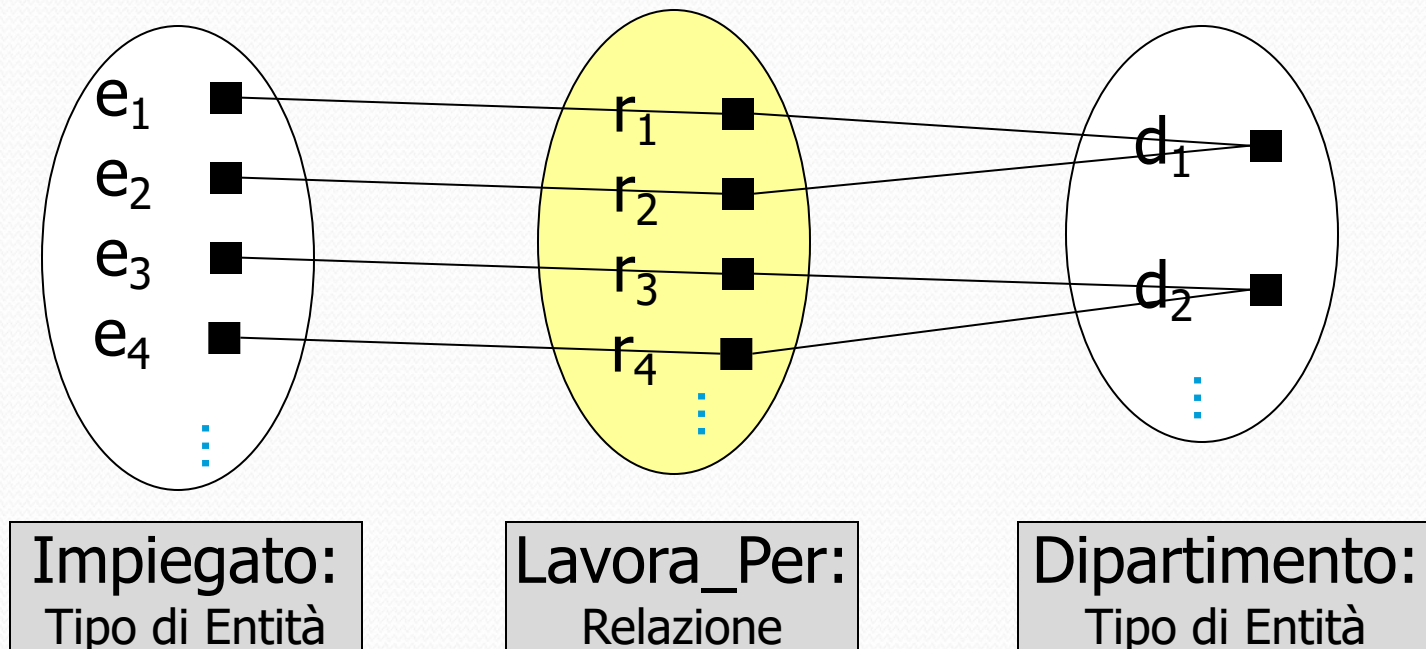 e₁
e₂
e₃
e₄
r₁
r₂
r₃
r₄
d₁
d₂
Impiegato:
Tipo di Entità
Lavora_Per:
Relazione
Dipartimento:
Tipo di Entità